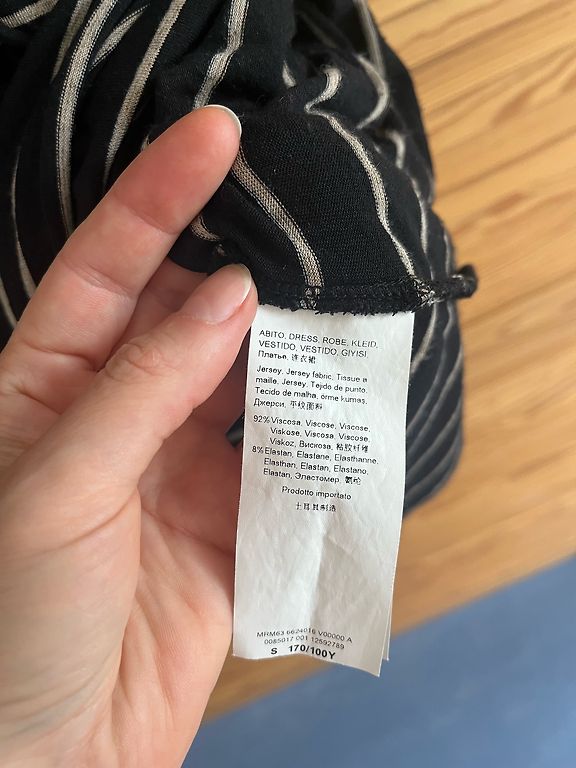 ABITO, DRESS, ROBE, KLEID,
VESTIDO, VESTIDO, GIYISI,
Платье, 连衣裙
Jersey, Jersey fabric, Tissue a
maille, Jersey, Tejido de punto,
Tecido de malha, örme kumaş,
Джерси, 平纹面料
92% Viscosa, Viscose, Viscose,
Viskose, Viscosa, Viscose,
Viskoz, Вискоза, 粘胶纤维
8% Elastan, Elastane, Elasthanne,
Elasthan, Elastan, Elastano,
Elastan, Эластомер, 氨纶
Prodotto importato
土耳其制造
MRM63 6624016 V00000 A
0085017 001 12592789
S 170/100Y